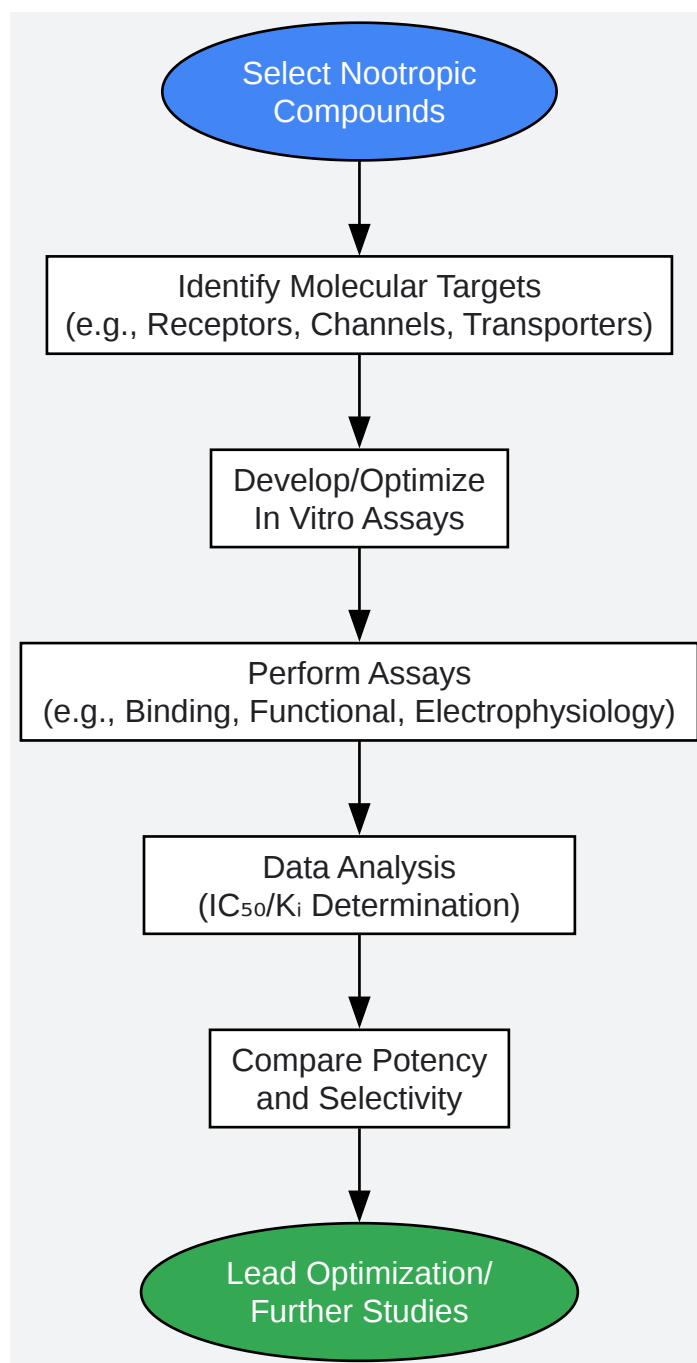 Select Nootropic
Compounds
Identify Molecular Targets
(e.g., Receptors, Channels, Transporters)
Develop/Optimize
In Vitro Assays
Perform Assays
(e.g., Binding, Functional, Electrophysiology)
Data Analysis
(IC₅₀/Kᵢ Determination)
Compare Potency
and Selectivity
Lead Optimization/
Further Studies